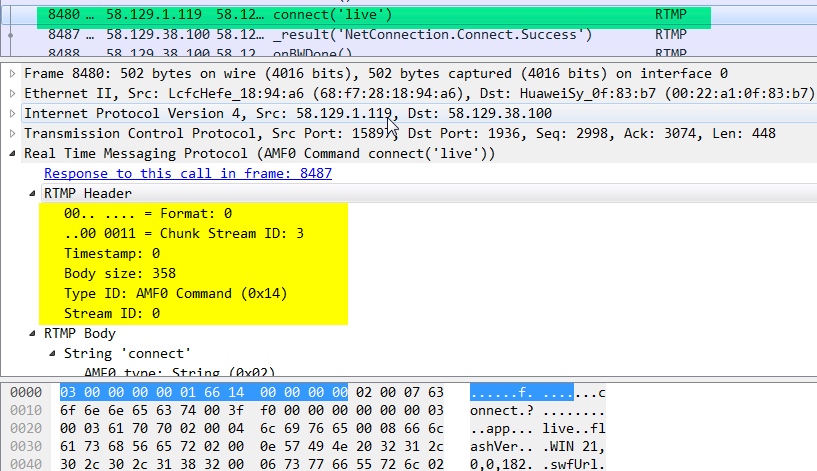 8480 … 58.129.1.119 58.12… connect('live') RTMP
8487 … 58.129.38.100 58.12… _result('NetConnection.Connect.Success') RTMP
8488 … 58.129.38.100 58.12… onBWDone() RTMP
Frame 8480: 502 bytes on wire (4016 bits), 502 bytes captured (4016 bits) on interface 0
Ethernet II, Src: LcfcHefe_18:94:a6 (68:f7:28:18:94:a6), Dst: HuaweiSy_0f:83:b7 (00:22:a1:0f:83:b7)
Internet Protocol Version 4, Src: 58.129.1.119, Dst: 58.129.38.100
Transmission Control Protocol, Src Port: 15897, Dst Port: 1936, Seq: 2998, Ack: 3074, Len: 448
Real Time Messaging Protocol (AMF0 Command connect('live'))
Response to this call in frame: 8487
RTMP Header
00.. .... = Format: 0
..00 0011 = Chunk Stream ID: 3
Timestamp: 0
Body size: 358
Type ID: AMF0 Command (0x14)
Stream ID: 0
RTMP Body
String 'connect'
AMF0 type: String (0x02)
0000 03 00 00 00 00 01 66 14 00 00 00 00 02 00 07 63 ......f. .......c
0010 6f 6e 6e 65 63 74 00 3f f0 00 00 00 00 00 00 03 onnect.? ........
0020 00 03 61 70 70 02 00 04 6c 69 76 65 00 08 66 6c ..app... live..fl
0030 61 73 68 56 65 72 02 00 0e 57 49 4e 20 32 31 2c ashVer.. .WIN 21,
0040 30 2c 30 2c 31 38 32 00 06 73 77 66 55 72 6c 02 0,0,182. .swfUrl.